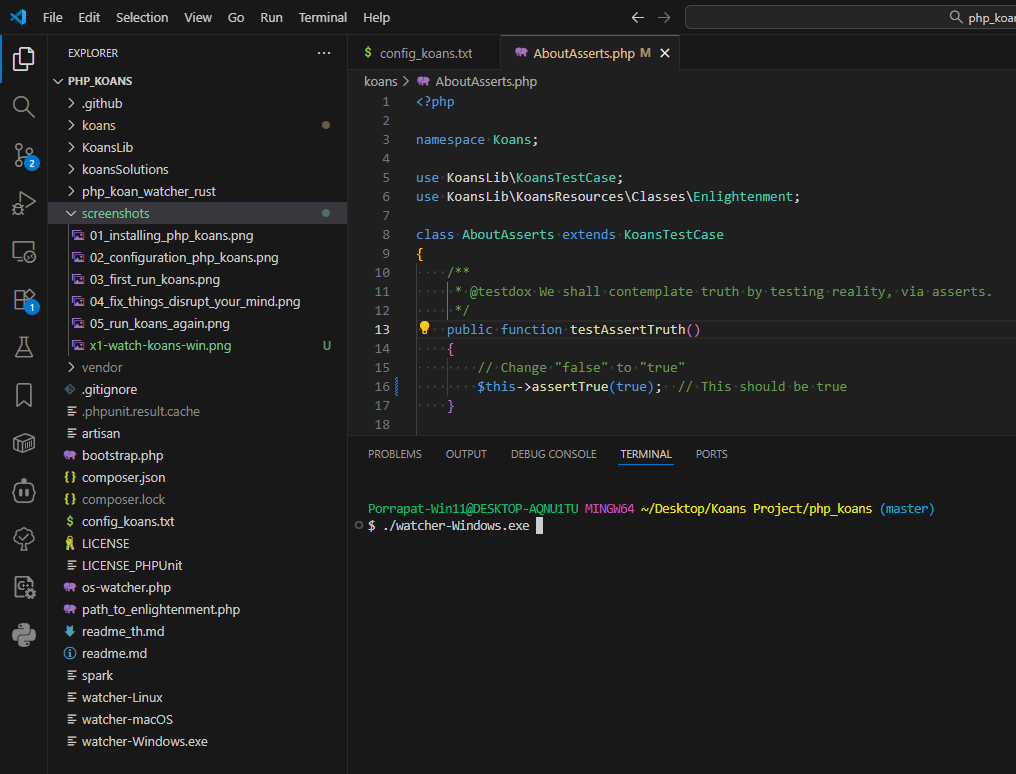 File Edit Selection View Go Run Terminal Help
php_koan
EXPLORER
PHP_KOANS
.github
koans
KoansLib
koansSolutions
php_koan_watcher_rust
screenshots
01_installing_php_koans.png
02_configuration_php_koans.png
03_first_run_koans.png
04_fix_things_disrupt_your_mind.png
05_run_koans_again.png
x1-watch-koans-win.png U
vendor
.gitignore
.phpunit.result.cache
artisan
bootstrap.php
{} composer.json
{} composer.lock
$ config_koans.txt
LICENSE
LICENSE_PHPUnit
os-watcher.php
path_to_enlightenment.php
readme_th.md
readme.md
spark
watcher-Linux
watcher-macOS
watcher-Windows.exe
2
1
$ config_koans.txt
AboutAsserts.php M
koans > AboutAsserts.php
1 <?php
2
3 namespace Koans;
4
5 use KoansLib\KoansTestCase;
6 use KoansLib\KoansResources\Classes\Enlightenment;
7
8 class AboutAsserts extends KoansTestCase
9 {
10 /**
11 * @testdox We shall contemplate truth by testing reality, via asserts.
12 */
13 public function testAssertTruth()
14 {
15 // Change "false" to "true"
16 $this->assertTrue(true); // This should be true
17 }
18
PROBLEMS OUTPUT DEBUG CONSOLE TERMINAL PORTS
Porrapat-Win11@DESKTOP-AQNU1TU MINGW64 ~/Desktop/Koans Project/php_koans (master)
$ ./watcher-Windows.exe